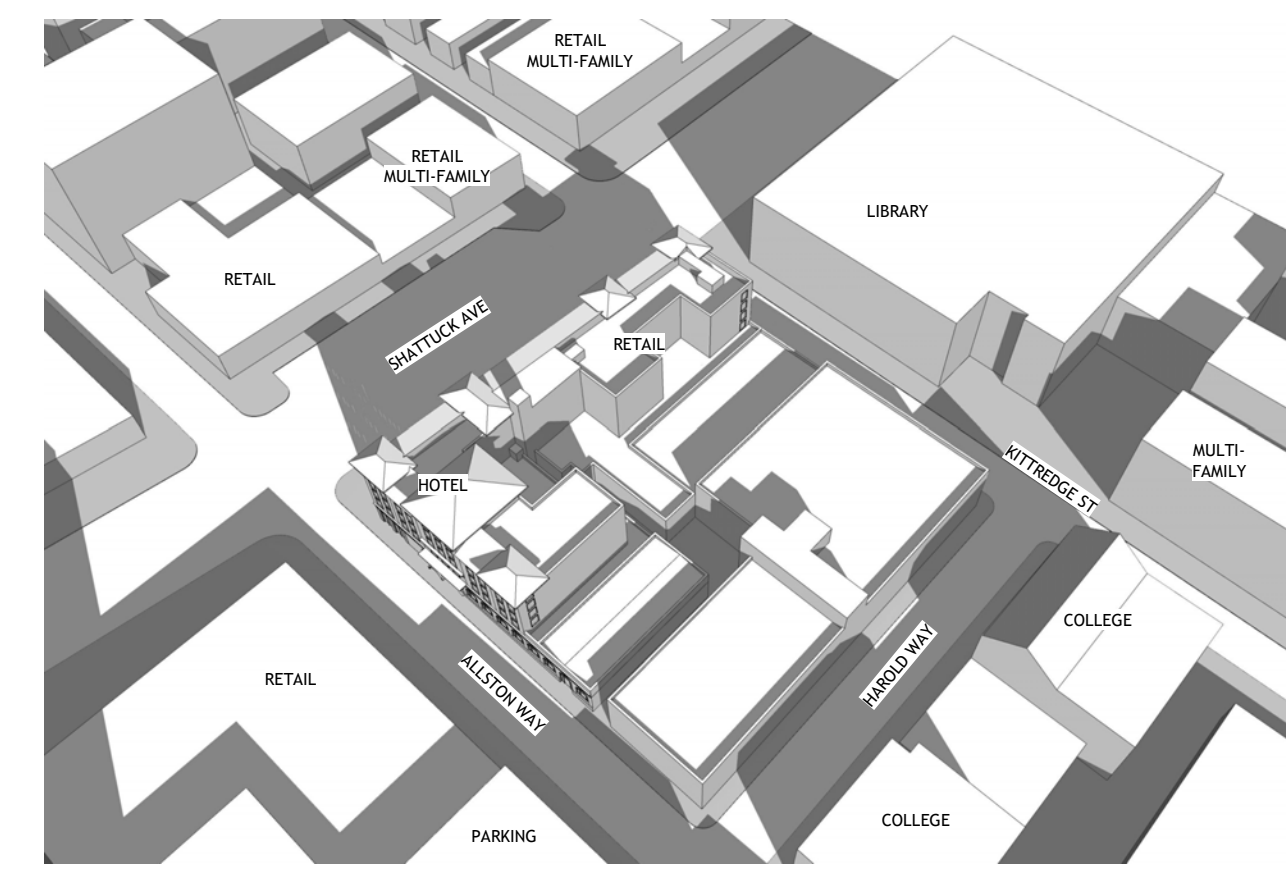 RETAIL
MULTI-FAMILY
RETAIL
MULTI-FAMILY
LIBRARY
RETAIL
SHATTUCK AVE
RETAIL
KITTREDGE ST
MULTI-
FAMILY
HOTEL
COLLEGE
RETAIL
ALLSTON WAY
HAROLD WAY
PARKING
COLLEGE